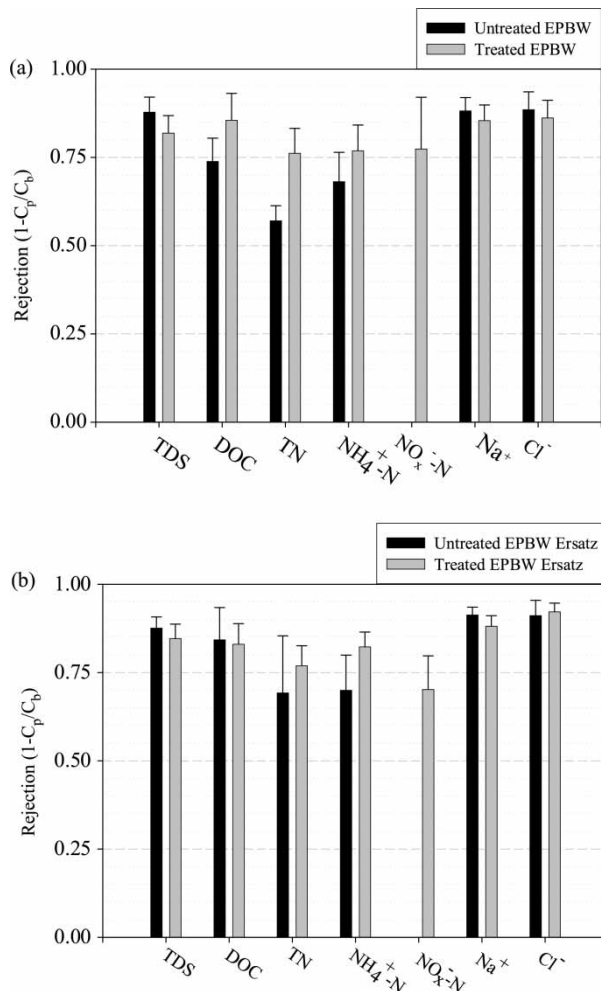 Untreated EPBW
Treated EPBW
(a)
1.00
0.75
0.50
0.25
0.00
Rejection (1-Cp/Cb)
TDS
DOC
TN
NH4+-N
NOx--N
Na+
Cl-
Untreated EPBW Ersatz
Treated EPBW Ersatz
(b)
1.00
0.75
0.50
0.25
0.00
Rejection (1-Cp/Cb)
TDS
DOC
TN
NH4+-N
NOx--N
Na+
Cl-